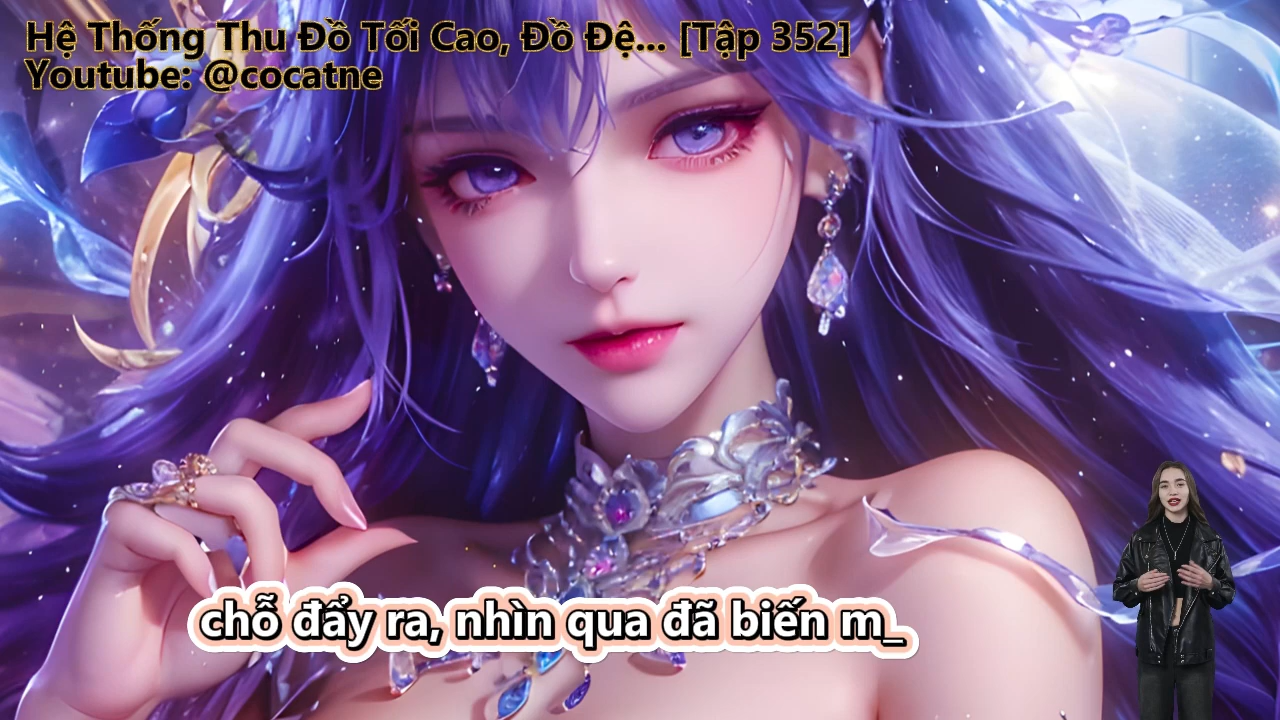 Hệ Thống Thu Đồ Tối Cao, Đồ Đệ... [Tập 352]
Youtube: @cocatne
chỗ đẩy ra, nhìn qua đã biến m_